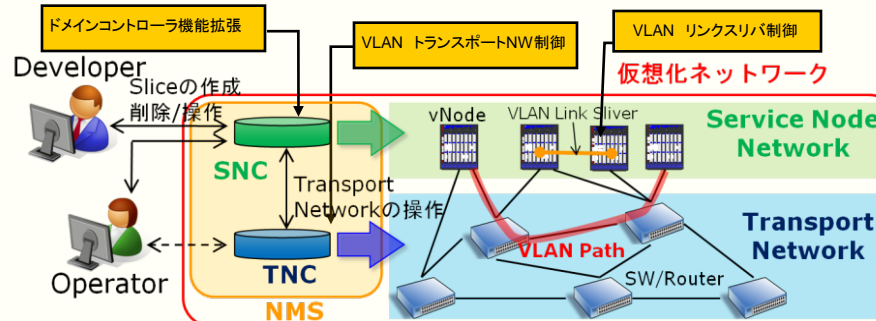 ドメインコントローラ機能拡張
VLAN トランスポートNW制御
VLAN リンクスリバ制御
仮想化ネットワーク
Developer
Sliceの作成
削除/操作
vNode
VLAN Link Sliver
Service Node
Network
SNC
Transport
Networkの操作
Operator
TNC
NMS
VLAN Path
Transport
Network
SW/Router